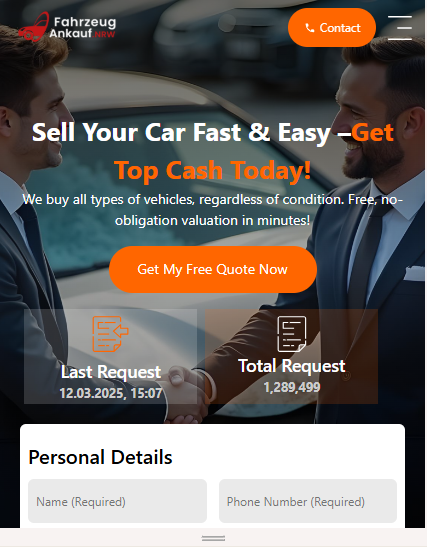 Fahrzeug
Ankauf.NRW
Contact
Sell Your Car Fast & Easy –Get
Top Cash Today!
We buy all types of vehicles, regardless of condition. Free, no-
obligation valuation in minutes!
Get My Free Quote Now
Last Request
12.03.2025, 15:07
Total Request
1,289,499
Personal Details
Name (Required)
Phone Number (Required)